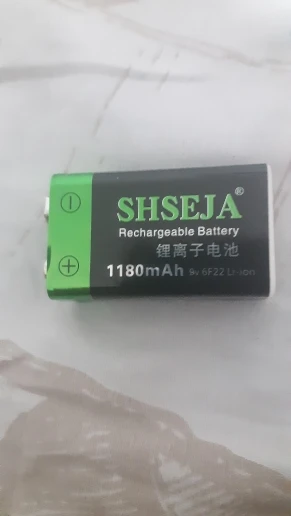 SHSEJA®
Rechargeable Battery
锂离子电池
1180mAh 9v 6F22 Li-ion